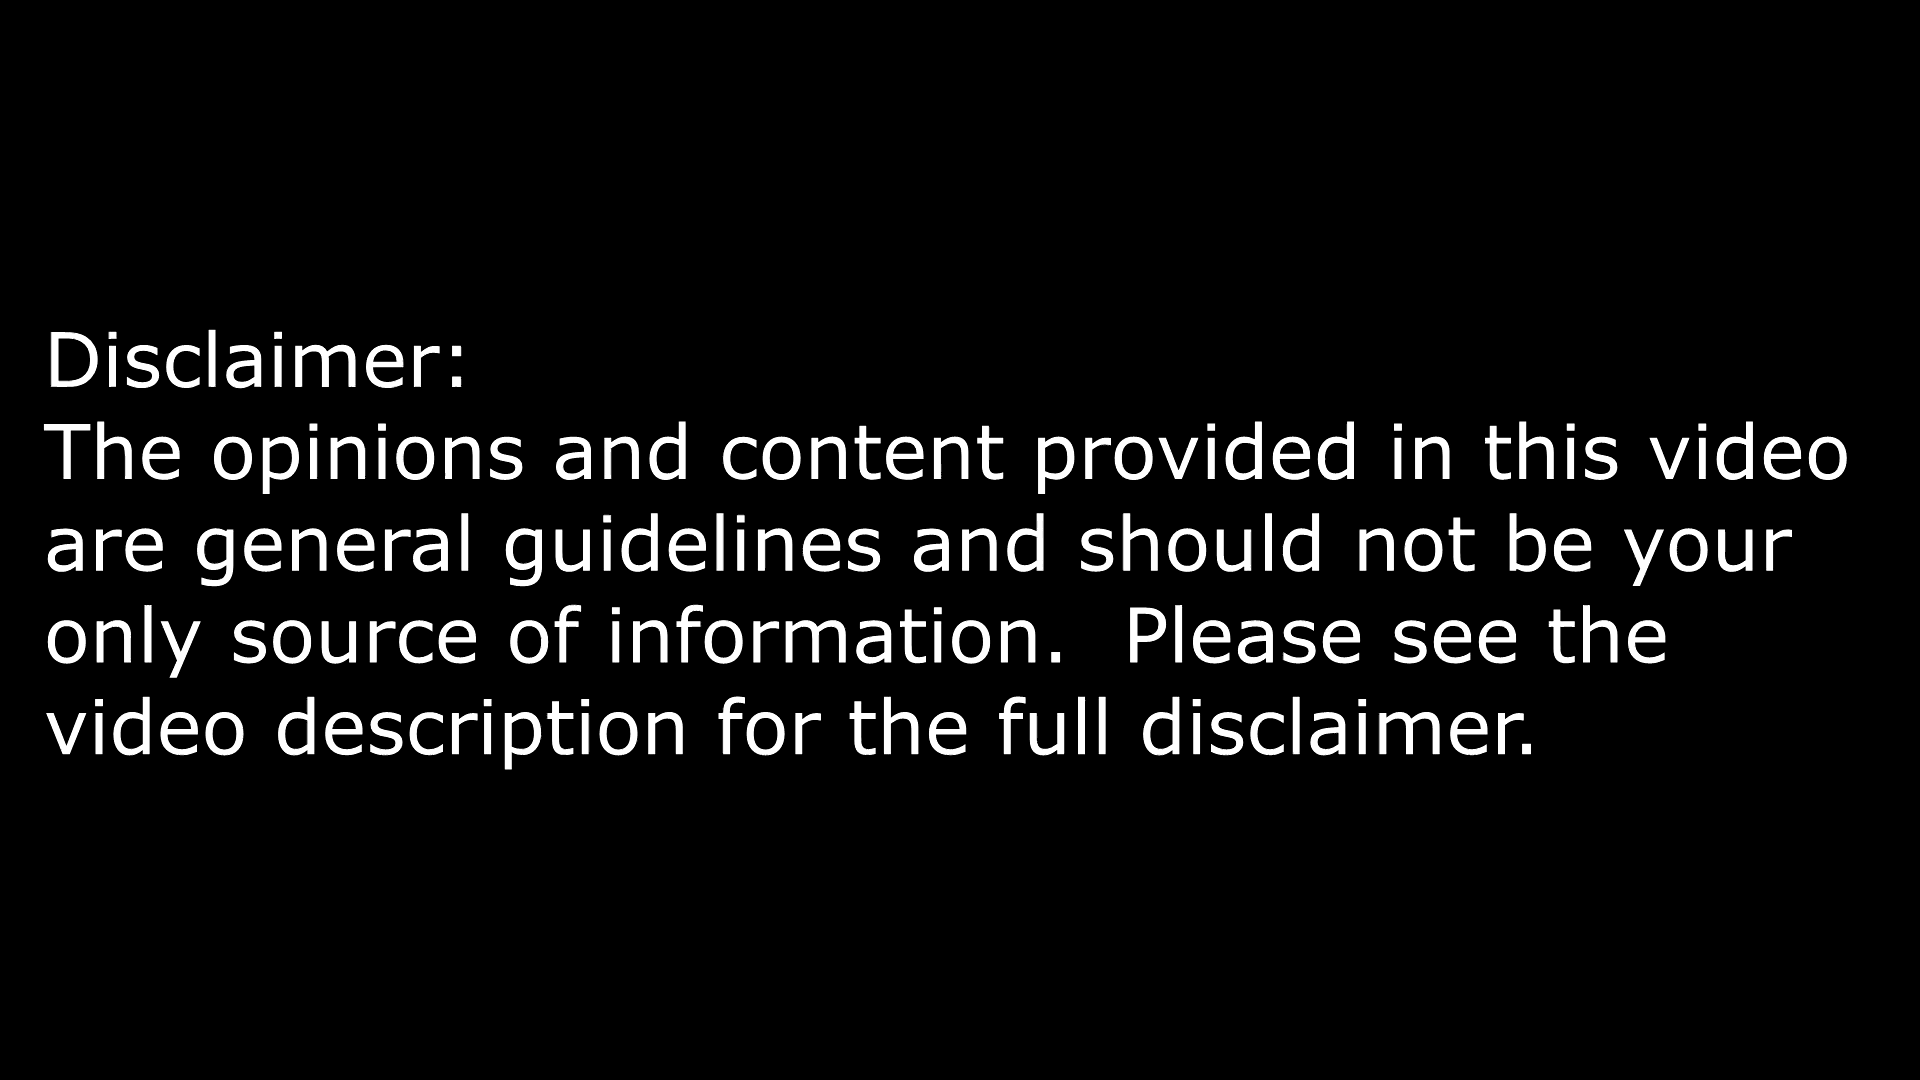 Disclaimer:
The opinions and content provided in this video
are general guidelines and should not be your
only source of information.  Please see the
video description for the full disclaimer.